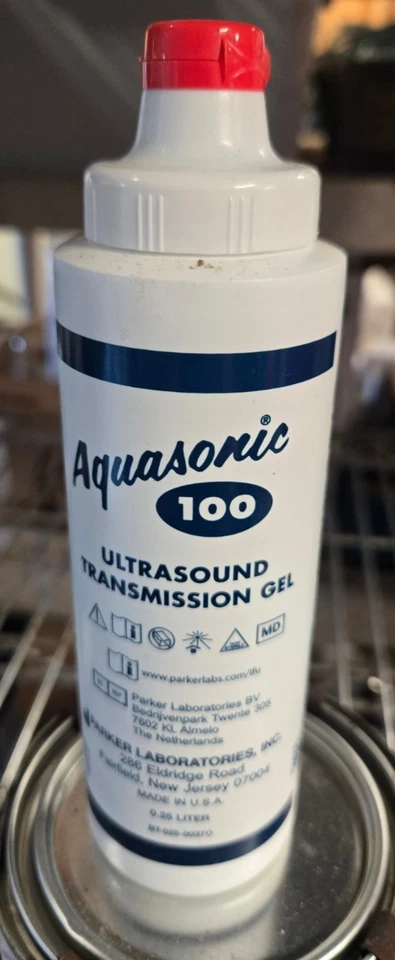 Aquasonic®
100
ULTRASOUND
TRANSMISSION GEL
MD
www.parkerlabs.com/ifu
Parker Laboratories BV
Bedrijvenpark Twente 305
7602 KL Almelo
The Netherlands
PARKER LABORATORIES, INC.
286 Eldridge Road
Fairfield, New Jersey 07004
MADE IN U.S.A.
0.25 LITER